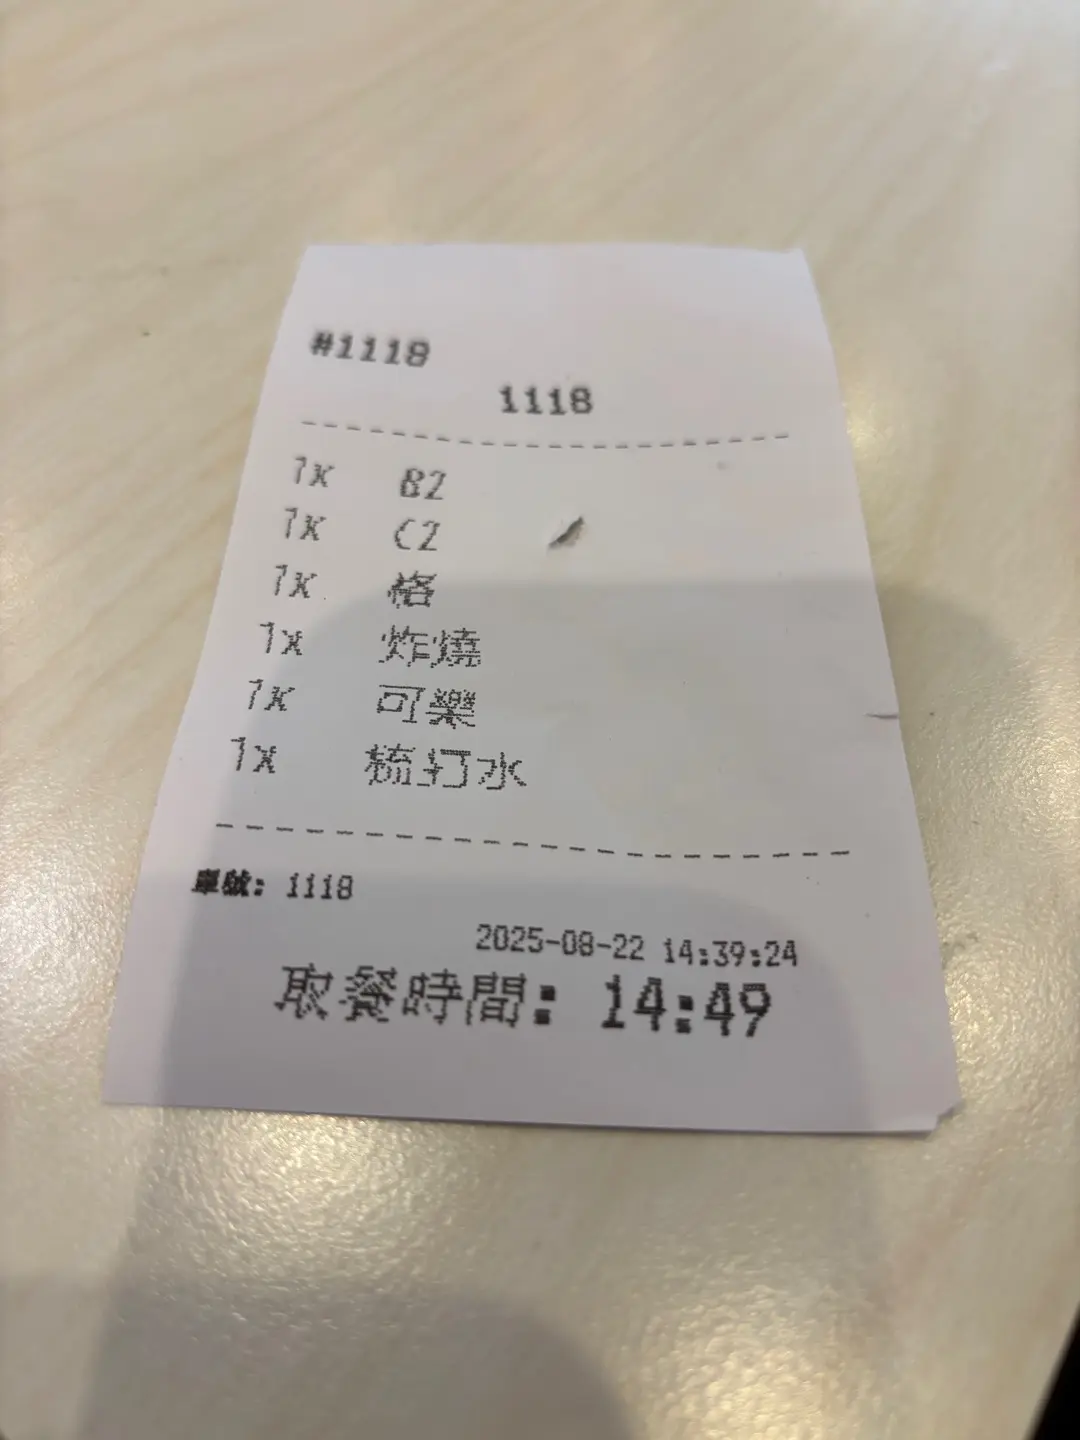 #1118
1118
1x B2
1x C2
1x 格
1x 炸燒
1x 可樂
1x 梳打水
單號: 1118
2025-08-22 14:39:24
取餐時間: 14:49